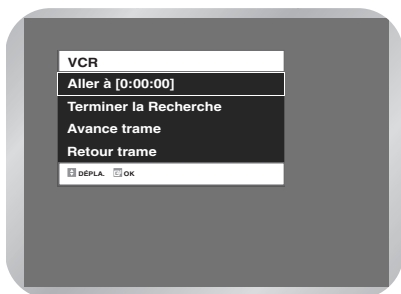 VCR
Aller à [0:00:00]
Terminer la Recherche
Avance trame
Retour trame
DÉPLA. OK